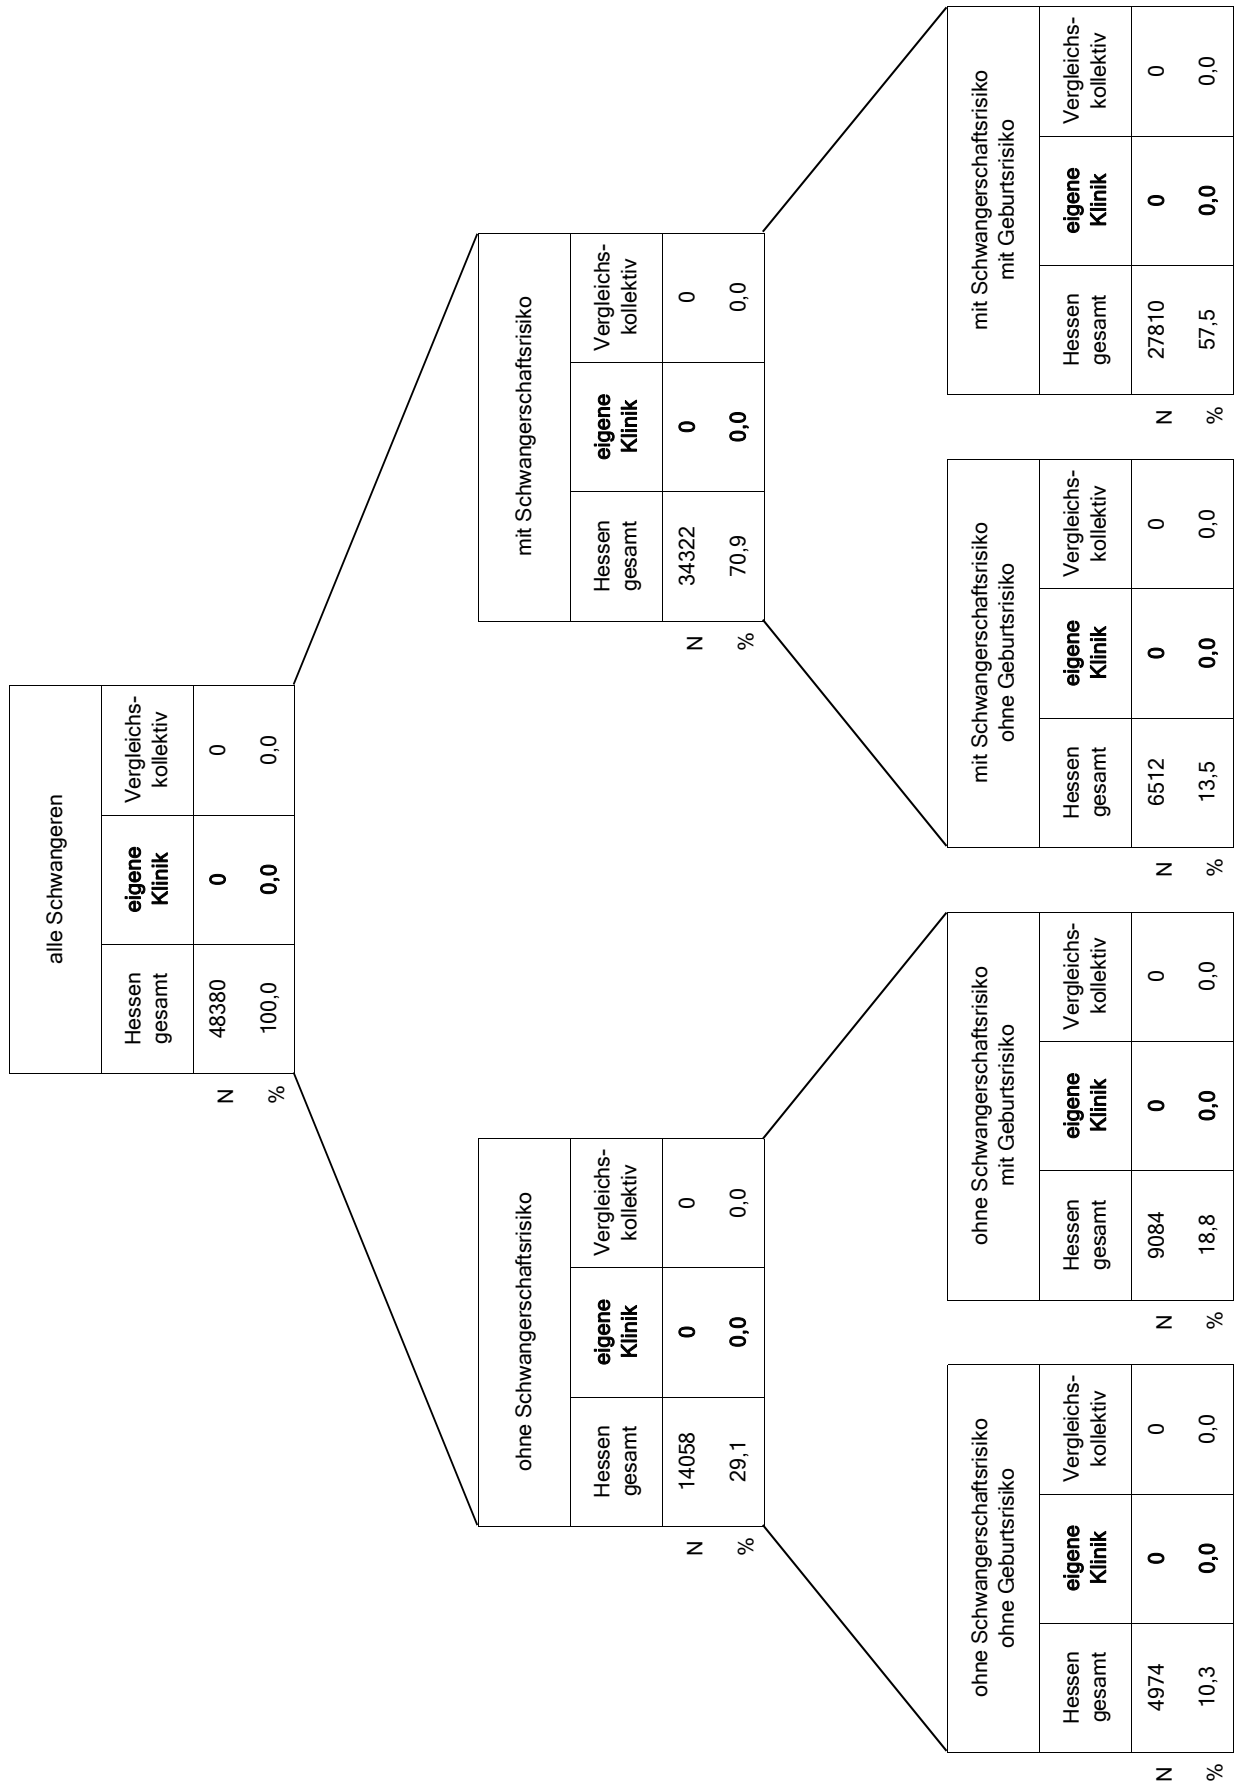 alle Schwangeren
Hessen gesamt eigene Klinik Vergleichs-kollektiv
N 48380 0 0
% 100,0 0,0 0,0
ohne Schwangerschaftsrisiko
Hessen gesamt eigene Klinik Vergleichs-kollektiv
N 14058 0 0
% 29,1 0,0 0,0
mit Schwangerschaftsrisiko
Hessen gesamt eigene Klinik Vergleichs-kollektiv
N 34322 0 0
% 70,9 0,0 0,0
ohne Schwangerschaftsrisiko
ohne Geburtsrisiko
Hessen gesamt eigene Klinik Vergleichs-kollektiv
N 4974 0 0
% 10,3 0,0 0,0
ohne Schwangerschaftsrisiko
mit Geburtsrisiko
Hessen gesamt eigene Klinik Vergleichs-kollektiv
N 9084 0 0
% 18,8 0,0 0,0
mit Schwangerschaftsrisiko
ohne Geburtsrisiko
Hessen gesamt eigene Klinik Vergleichs-kollektiv
N 6512 0 0
% 13,5 0,0 0,0
mit Schwangerschaftsrisiko
mit Geburtsrisiko
Hessen gesamt eigene Klinik Vergleichs-kollektiv
N 27810 0 0
% 57,5 0,0 0,0